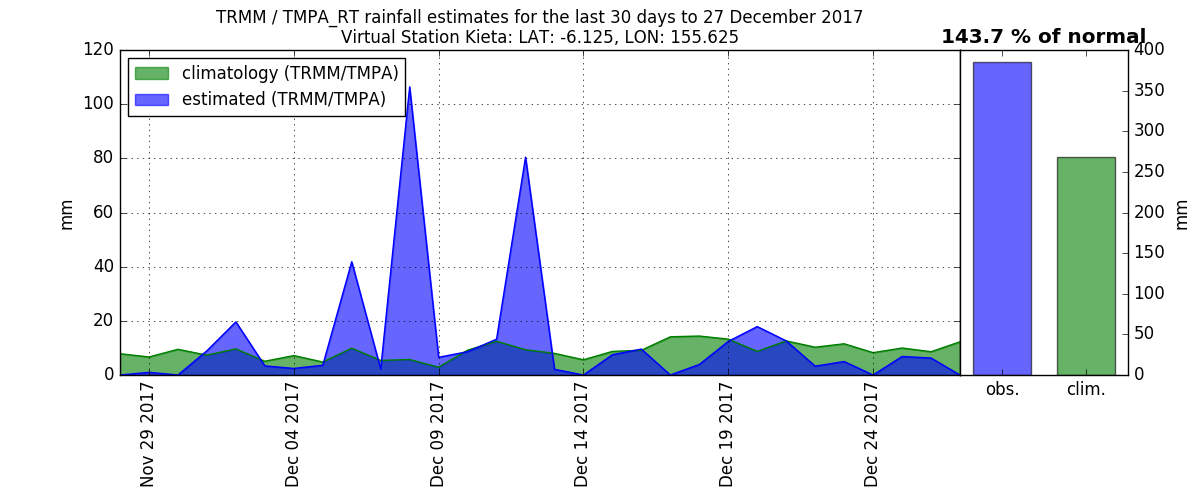 TRMM / TMPA_RT rainfall estimates for the last 30 days to 27 December 2017
Virtual Station Kieta: LAT: -6.125, LON: 155.625
143.7 % of normal
climatology (TRMM/TMPA)
estimated (TRMM/TMPA)
mm
120
100
80
60
40
20
0
Nov 29 2017
Dec 04 2017
Dec 09 2017
Dec 14 2017
Dec 19 2017
Dec 24 2017
obs.
clim.
400
350
300
250
200
150
100
50
0
mm